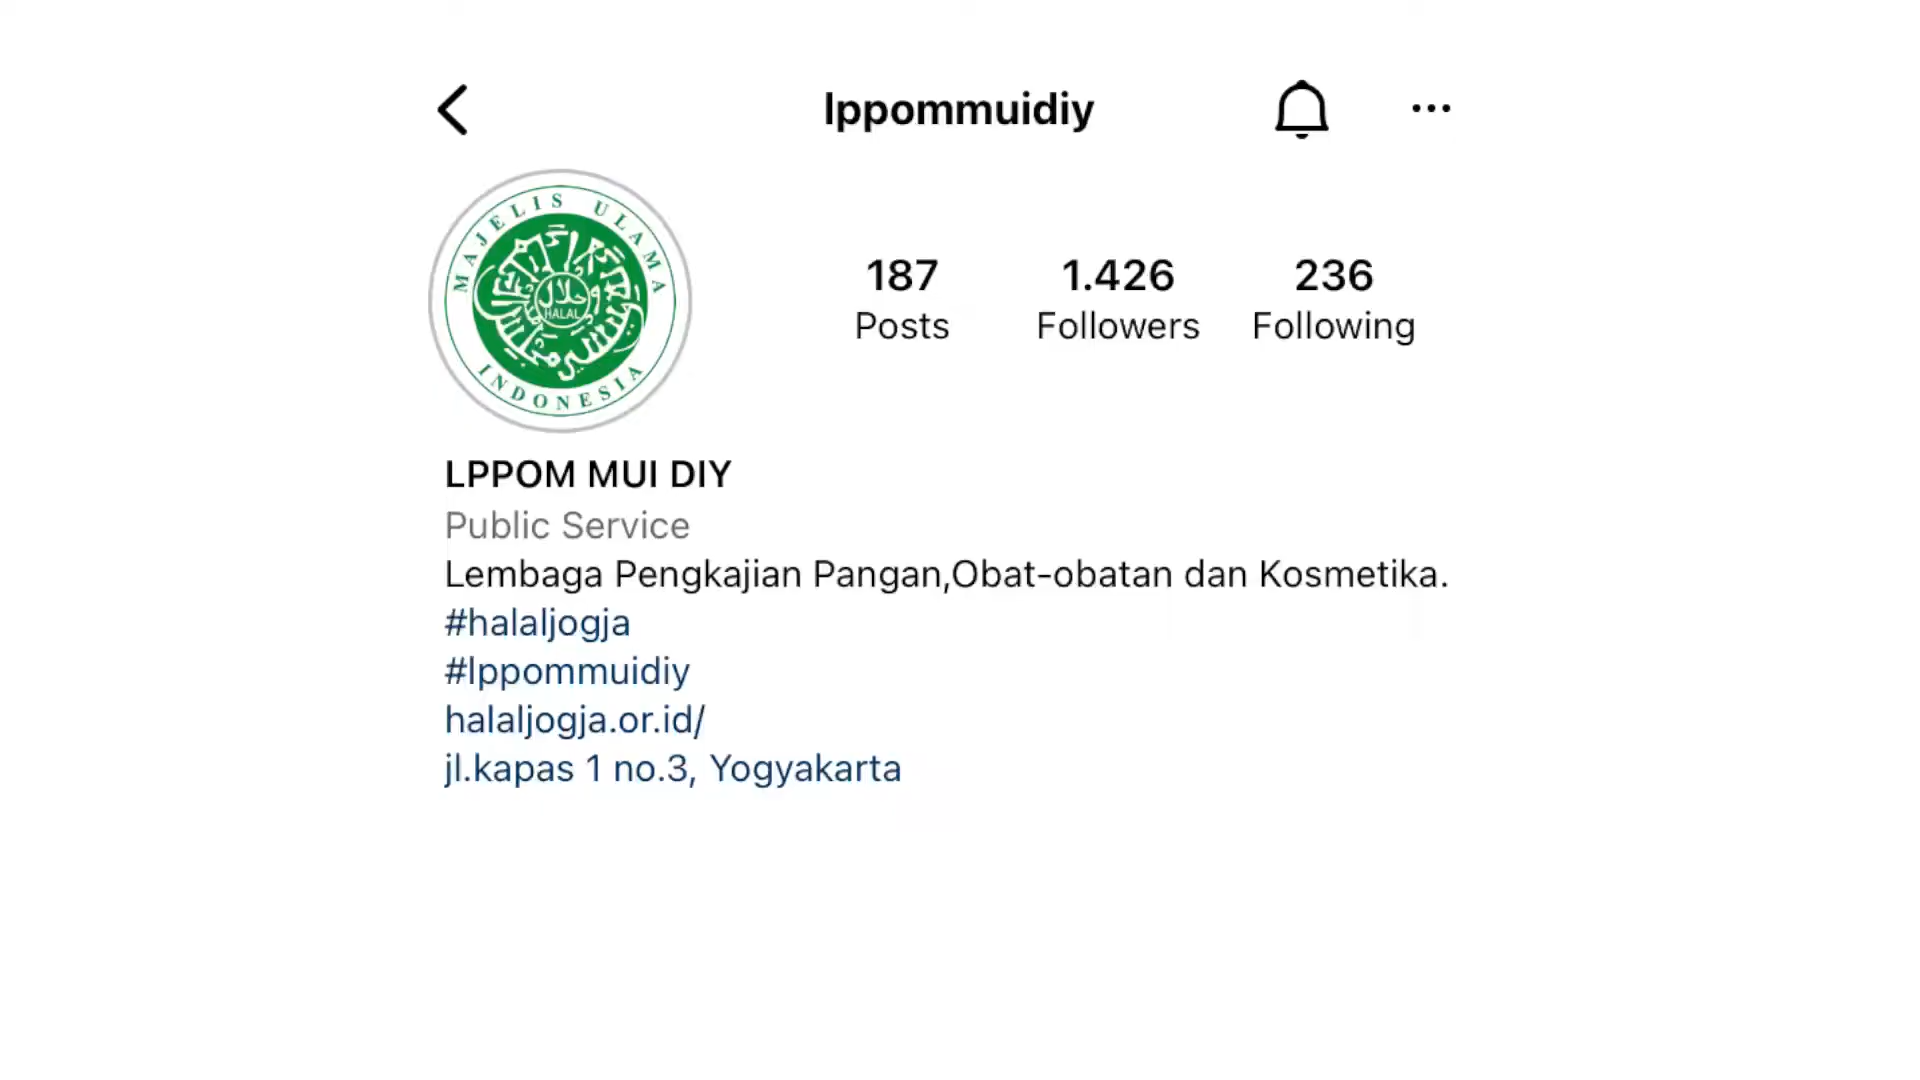 lppommuidiy
MAJELIS ULAMA
حلال
HALAL
INDONESIA
187
Posts
1.426
Followers
236
Following
LPPOM MUI DIY
Public Service
Lembaga Pengkajian Pangan,Obat-obatan dan Kosmetika.
#halaljogja
#lppommuidiy
halaljogja.or.id/
jl.kapas 1 no.3, Yogyakarta